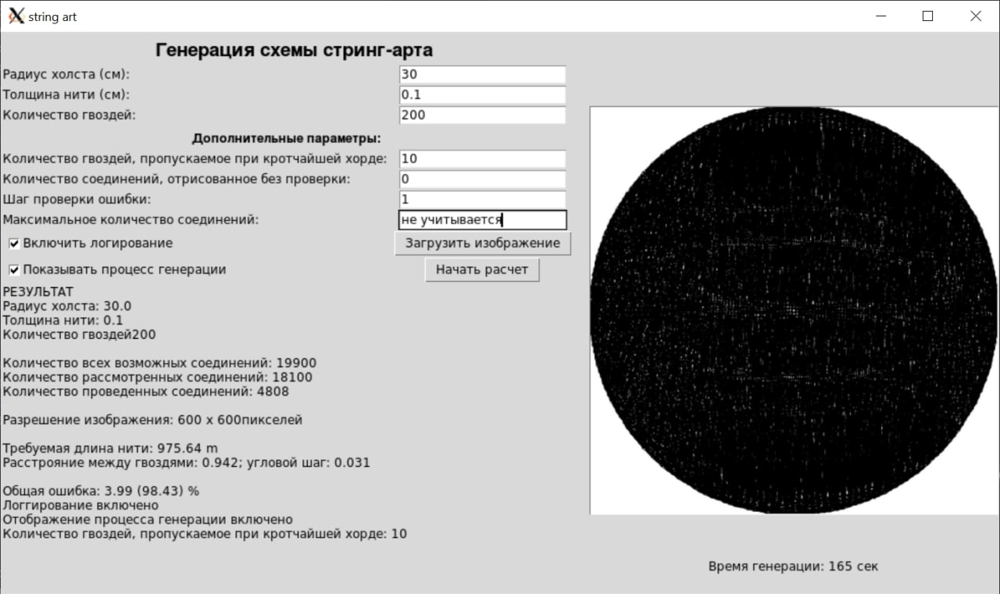 string art
Генерация схемы стринг-арта
Радиус холста (см): 30
Толщина нити (см): 0.1
Количество гвоздей: 200
Дополнительные параметры:
Количество гвоздей, пропускаемое при кротчайшей хорде: 10
Количество соединений, отрисованное без проверки: 0
Шаг проверки ошибки: 1
Максимальное количество соединений: не учитывается
Включить логирование Загрузить изображение
Показывать процесс генерации Начать расчет
РЕЗУЛЬТАТ
Радиус холста: 30.0
Толщина нити: 0.1
Количество гвоздей200
Количество всех возможных соединений: 19900
Количество рассмотренных соединений: 18100
Количество проведенных соединений: 4808
Разрешение изображения: 600 x 600пикселей
Требуемая длина нити: 975.64 m
Расстрояние между гвоздями: 0.942; угловой шаг: 0.031
Общая ошибка: 3.99 (98.43) %
Логгирование включено
Отображение процесса генерации включено
Количество гвоздей, пропускаемое при кротчайшей хорде: 10
Время генерации: 165 сек